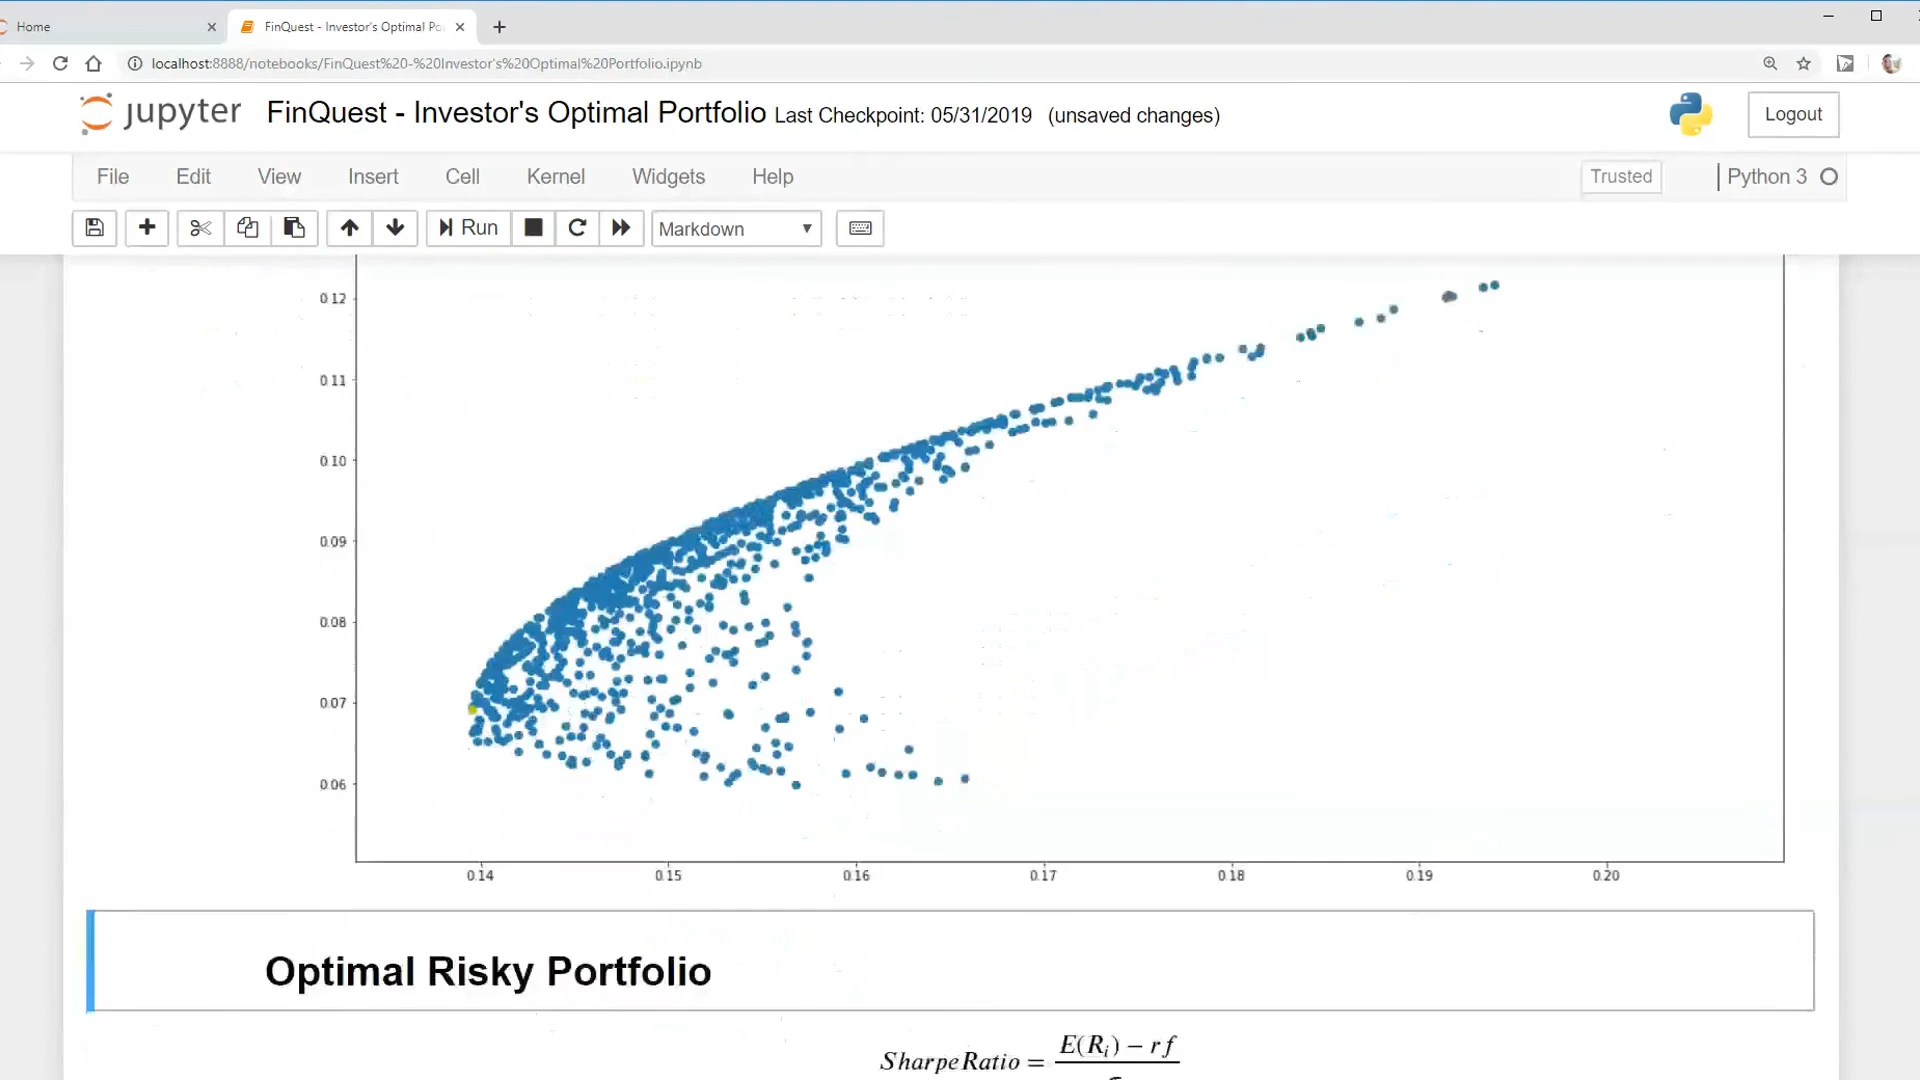 Home
FinQuest - Investor's Optimal Po
localhost:8888/notebooks/FinQuest%20-%20Investor's%20Optimal%20Portfolio.ipynb
jupyter FinQuest - Investor's Optimal Portfolio Last Checkpoint: 05/31/2019 (unsaved changes)
Logout
File Edit View Insert Cell Kernel Widgets Help
Trusted
Python 3
Run
Markdown
0.12
0.11
0.10
0.09
0.08
0.07
0.06
0.14 0.15 0.16 0.17 0.18 0.19 0.20
Optimal Risky Portfolio
SharpeRatio = E(Ri) − rf